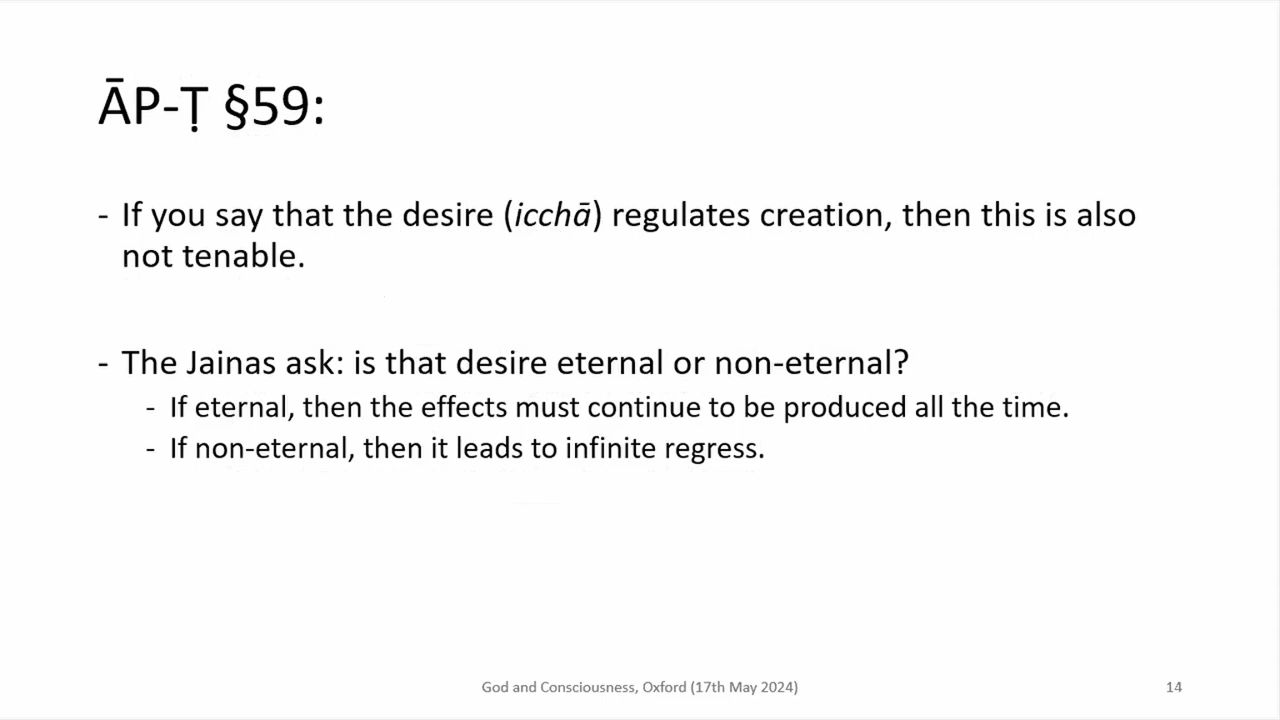 ĀP-Ṭ §59:
- If you say that the desire (icchā) regulates creation, then this is also
not tenable.
- The Jainas ask: is that desire eternal or non-eternal?
- If eternal, then the effects must continue to be produced all the time.
- If non-eternal, then it leads to infinite regress.
God and Consciousness, Oxford (17th May 2024)
14